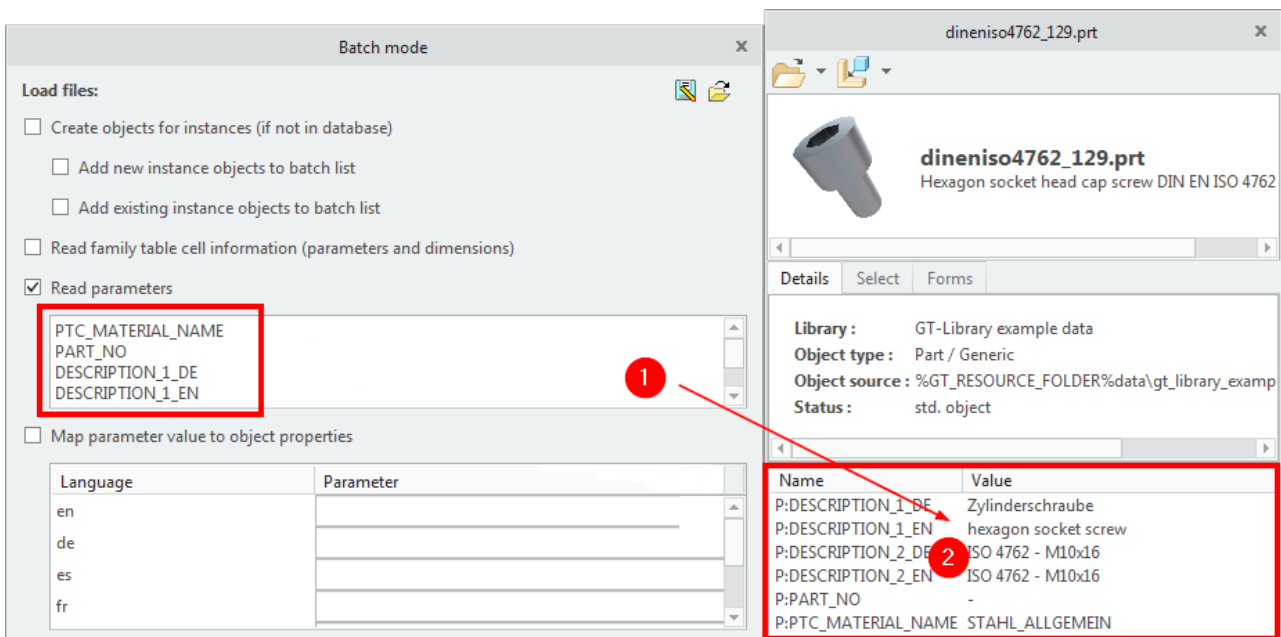 Batch mode
Load files:
Create objects for instances (if not in database)
Add new instance objects to batch list
Add existing instance objects to batch list
Read family table cell information (parameters and dimensions)
Read parameters
PTC_MATERIAL_NAME
PART_NO
DESCRIPTION_1_DE
DESCRIPTION_1_EN
1
Map parameter value to object properties
Language Parameter
en
de
es
fr
dineniso4762_129.prt
dineniso4762_129.prt
Hexagon socket head cap screw DIN EN ISO 4762
Details Select Forms
Library : GT-Library example data
Object type : Part / Generic
Object source : %GT_RESOURCE_FOLDER%data\gt_library_examp
Status : std. object
Name Value
P:DESCRIPTION_1_DE Zylinderschraube
P:DESCRIPTION_1_EN hexagon socket screw
P:DESCRIPTION_2_DE ISO 4762 - M10x16
2
P:DESCRIPTION_2_EN ISO 4762 - M10x16
P:PART_NO -
P:PTC_MATERIAL_NAME STAHL_ALLGEMEIN